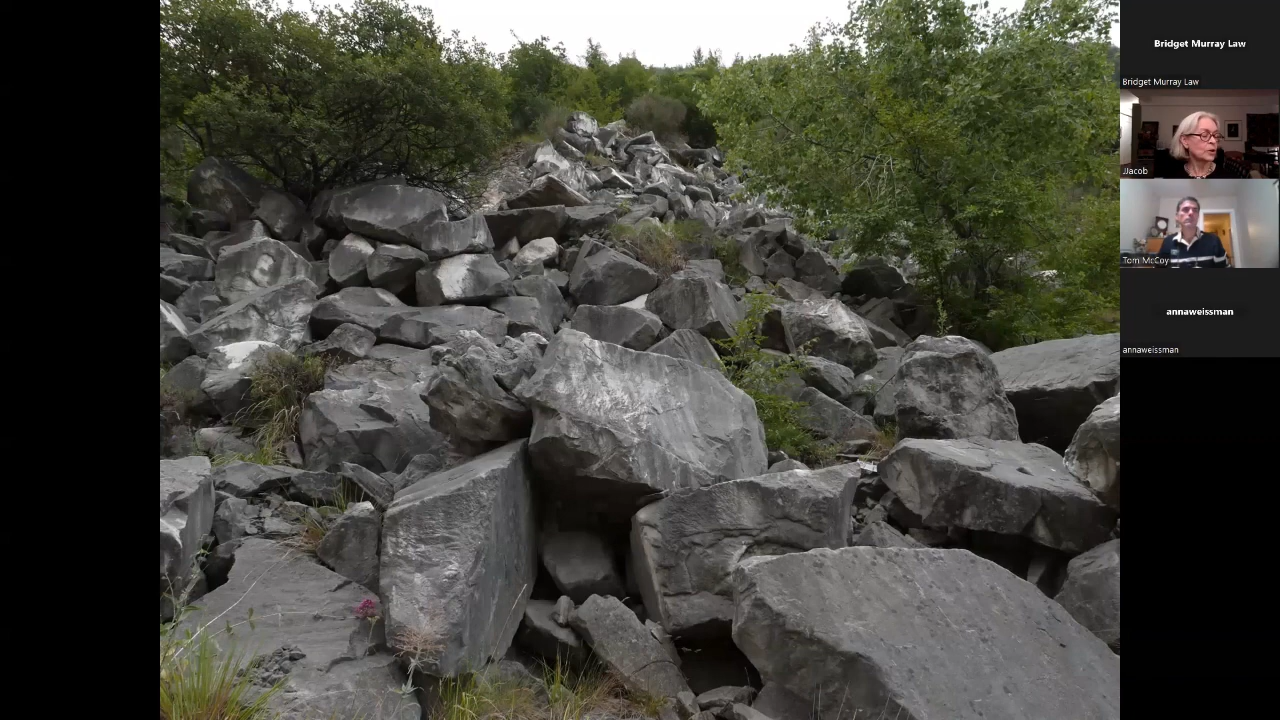 Bridget Murray Law
Bridget Murray Law
JJacob
Tom McCoy
annaweissman
annaweissman